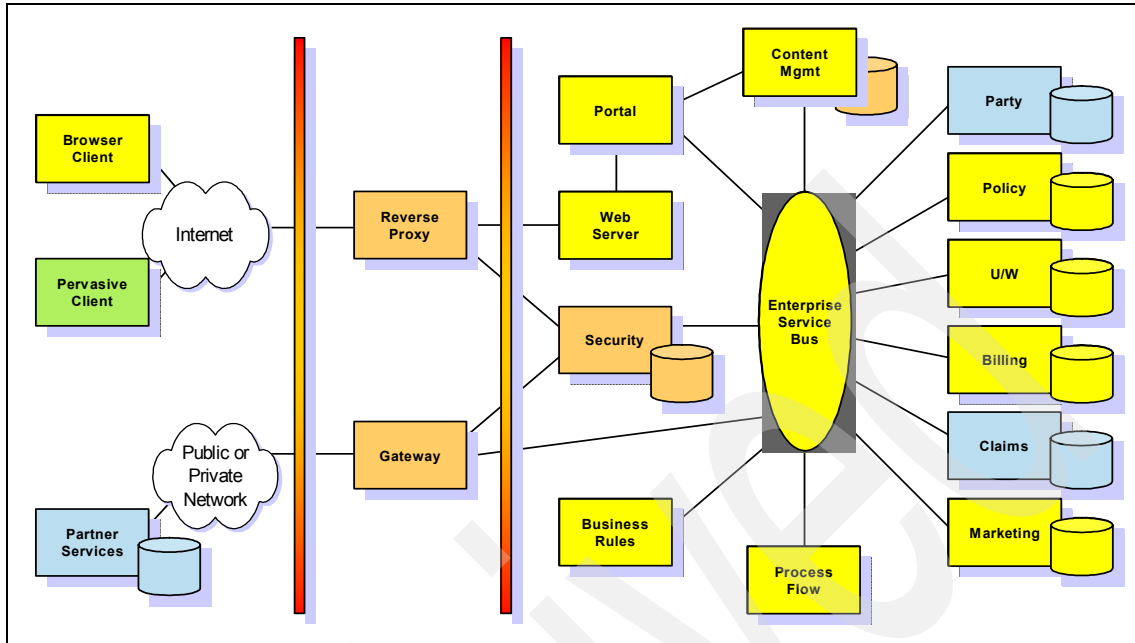 Browser
Client
Internet
Pervasive
Client
Public or
Private
Network
Partner
Services
Reverse
Proxy
Gateway
Portal
Web
Server
Security
Business
Rules
Content
Mgmt
Enterprise
Service
Bus
Process
Flow
Party
Policy
U/W
Billing
Claims
Marketing